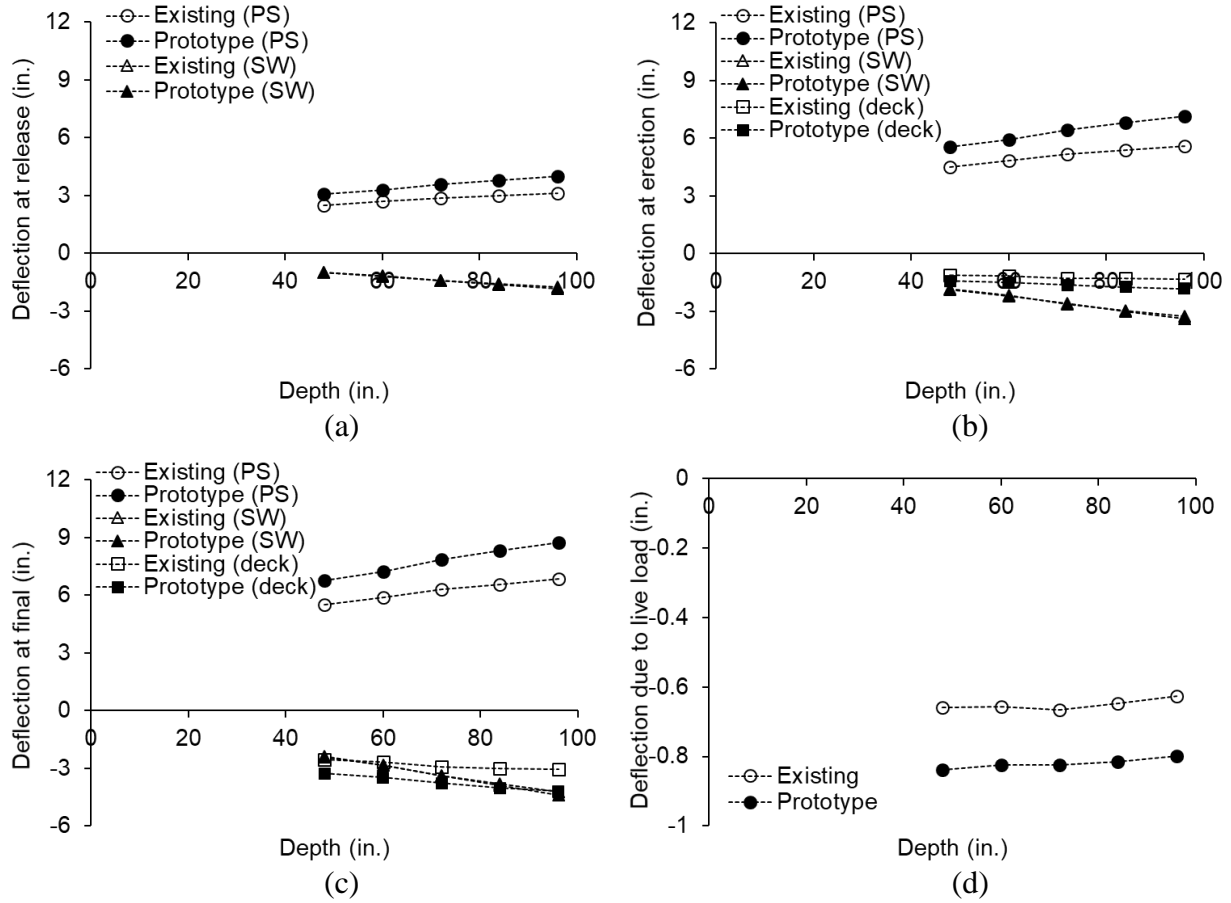 Existing (PS)
Prototype (PS)
Existing (SW)
Prototype (SW)
Deflection at release (in.)
12
9
6
3
0
-3
-6
0
20
40
60
80
100
Depth (in.)
(a)
Existing (PS)
Prototype (PS)
Existing (SW)
Prototype (SW)
Existing (deck)
Prototype (deck)
Deflection at erection (in.)
12
9
6
3
0
-3
-6
0
20
40
60
80
100
Depth (in.)
(b)
Existing (PS)
Prototype (PS)
Existing (SW)
Prototype (SW)
Existing (deck)
Prototype (deck)
Deflection at final (in.)
12
9
6
3
0
-3
-6
0
20
40
60
80
100
Depth (in.)
(c)
Deflection due to live load (in.)
0
-0.2
-0.4
-0.6
-0.8
-1
0
20
40
60
80
100
Existing
Prototype
Depth (in.)
(d)